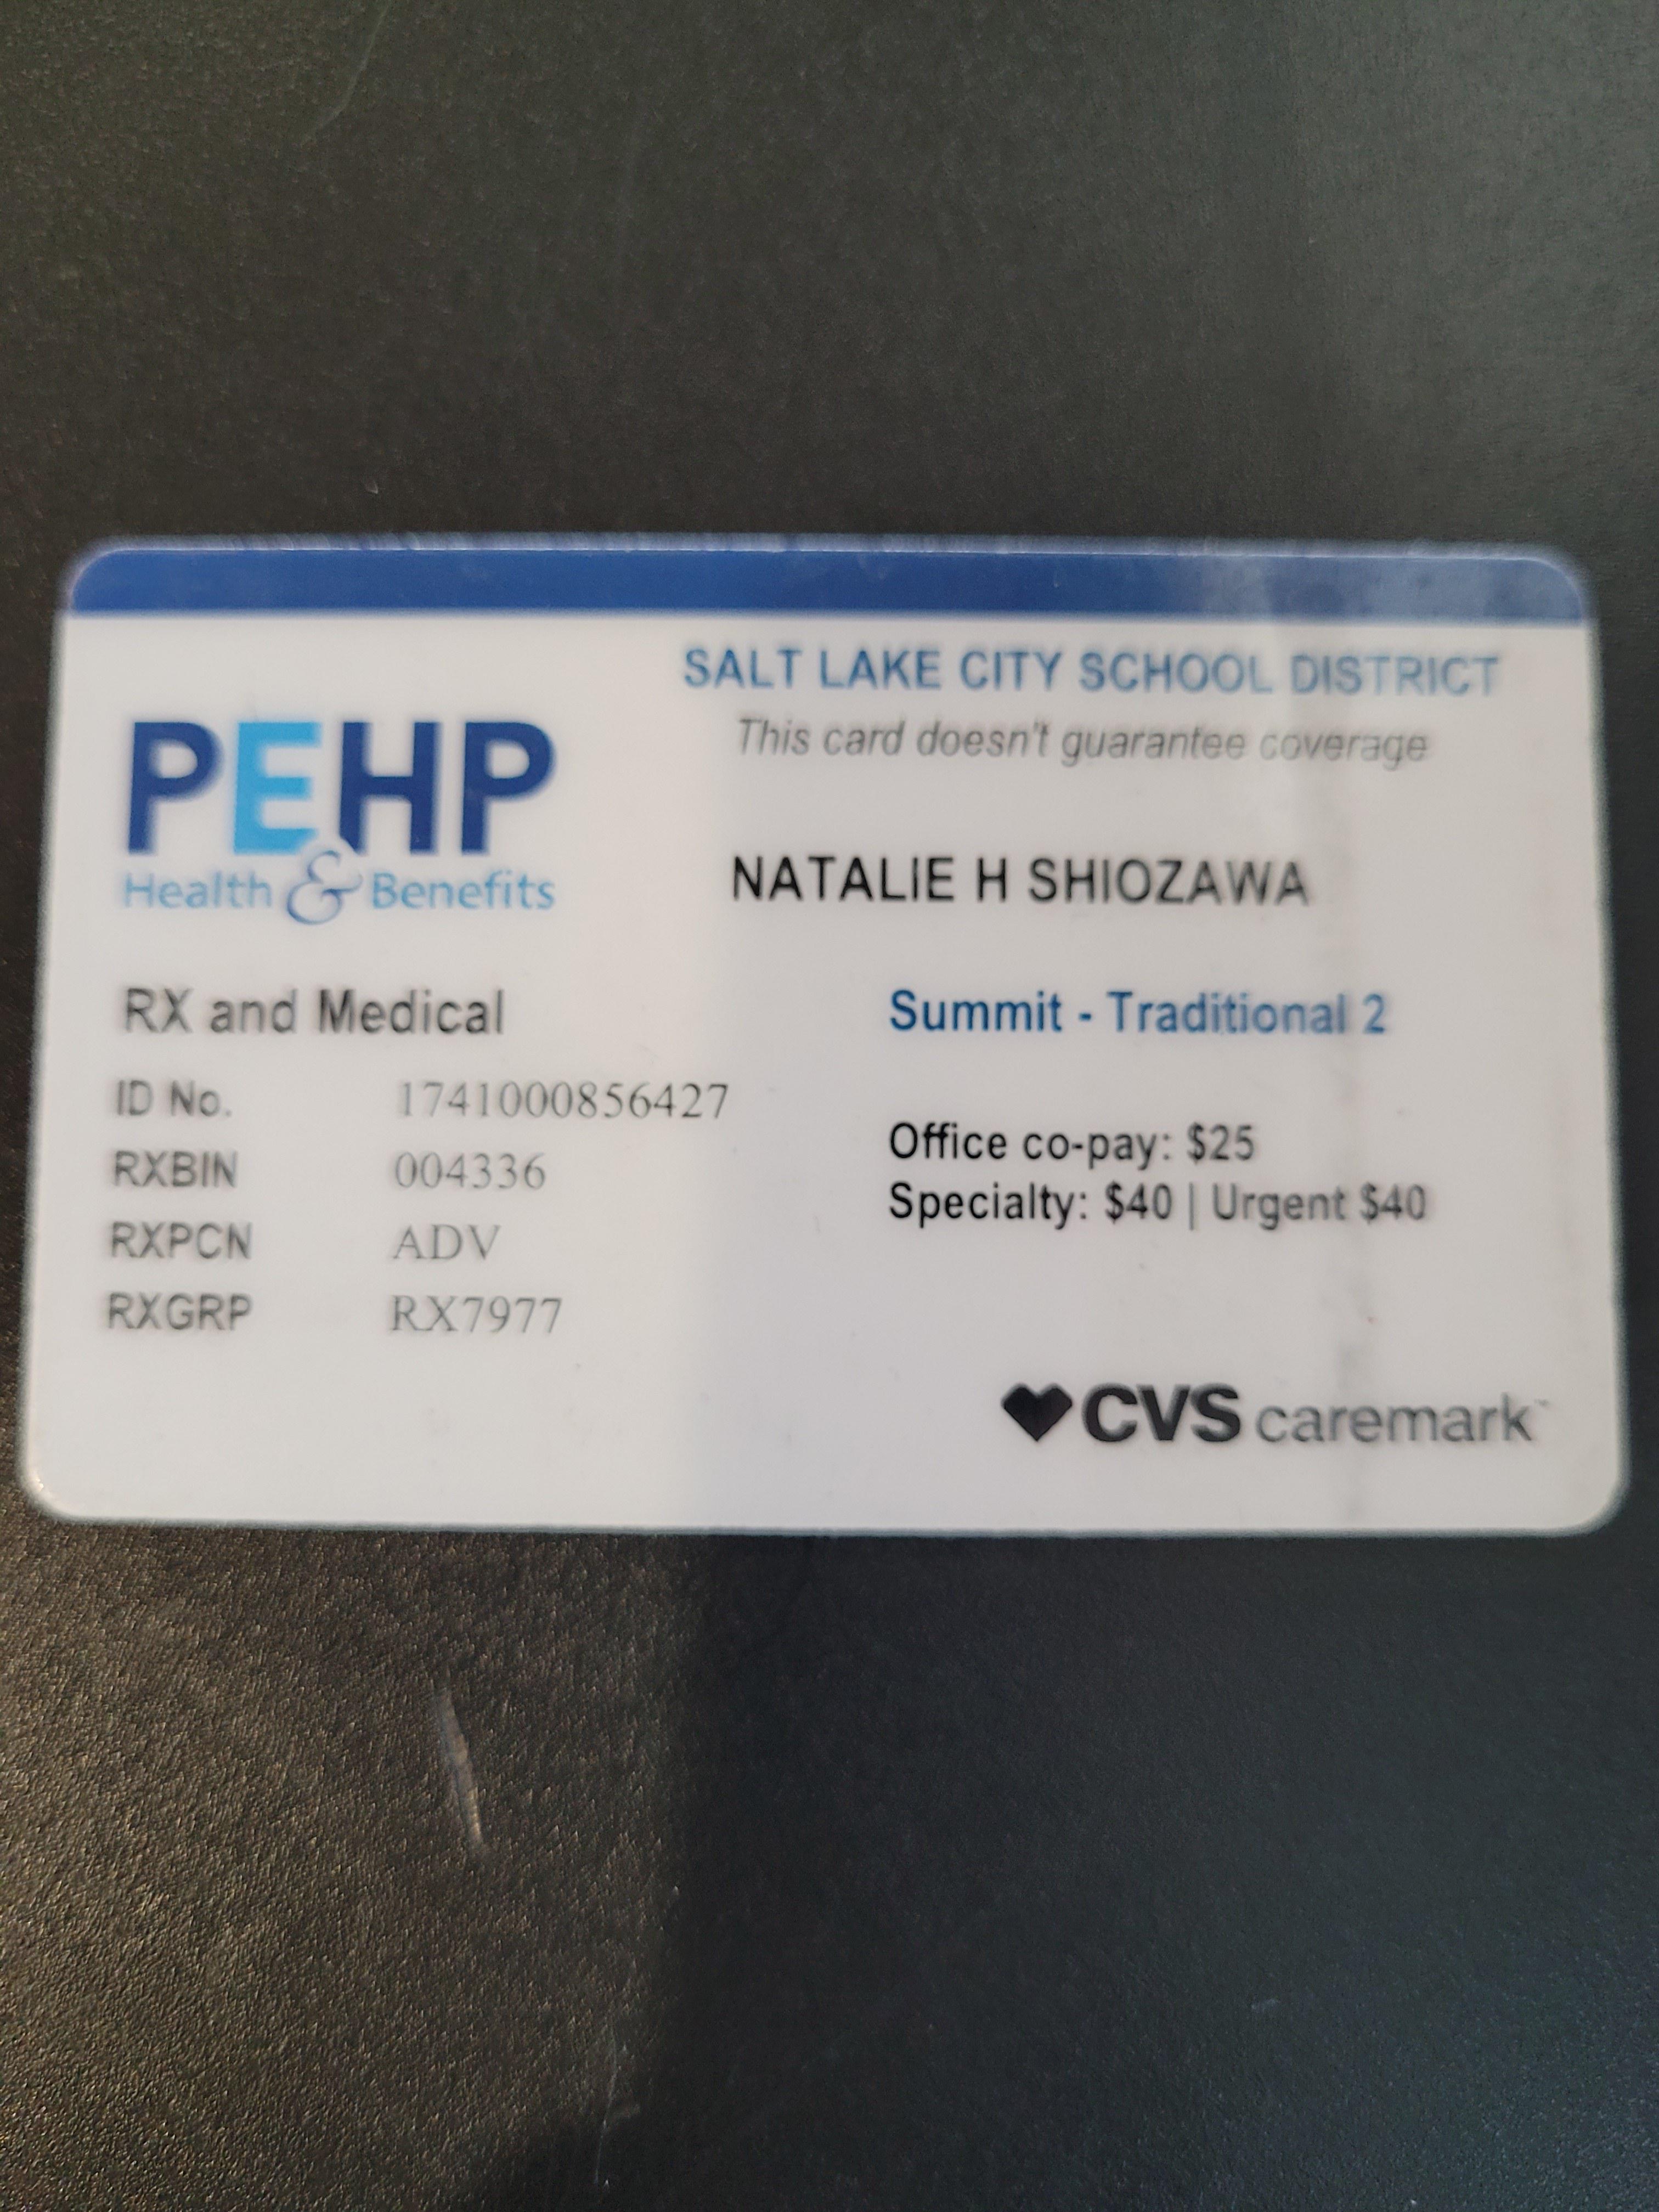 SALT LAKE CITY SCHOOL DISTRICT
This card doesn't guarantee coverage
PEHP
Health & Benefits
NATALIE H SHIOZAWA
RX and Medical
Summit - Traditional 2
ID No. 1741000856427
RXBIN 004336
RXPCN ADV
RXGRP RX7977
Office co-pay: $25
Specialty: $40 | Urgent $40
CVS caremark™